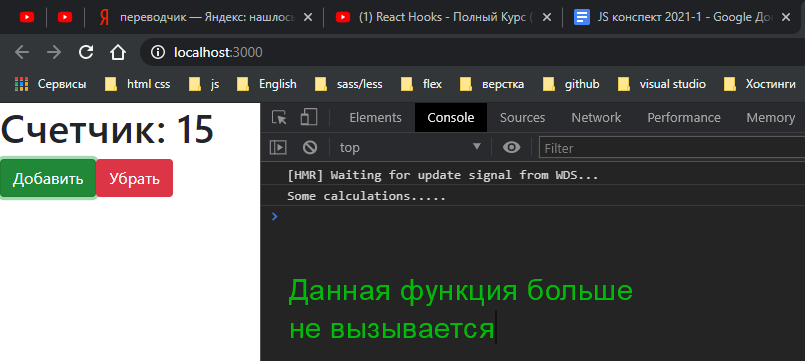 переводчик — Яндекс: нашлось
(1) React Hooks - Полный Курс (
JS конспект 2021-1 - Google До
localhost:3000
Сервисы html css js English sass/less flex верстка github visual studio Хостинги
Elements Console Sources Network Performance Memory
top Filter
[HMR] Waiting for update signal from WDS...
Some calculations.....
Счетчик: 15
Добавить Убрать
Данная функция больше
не вызывается